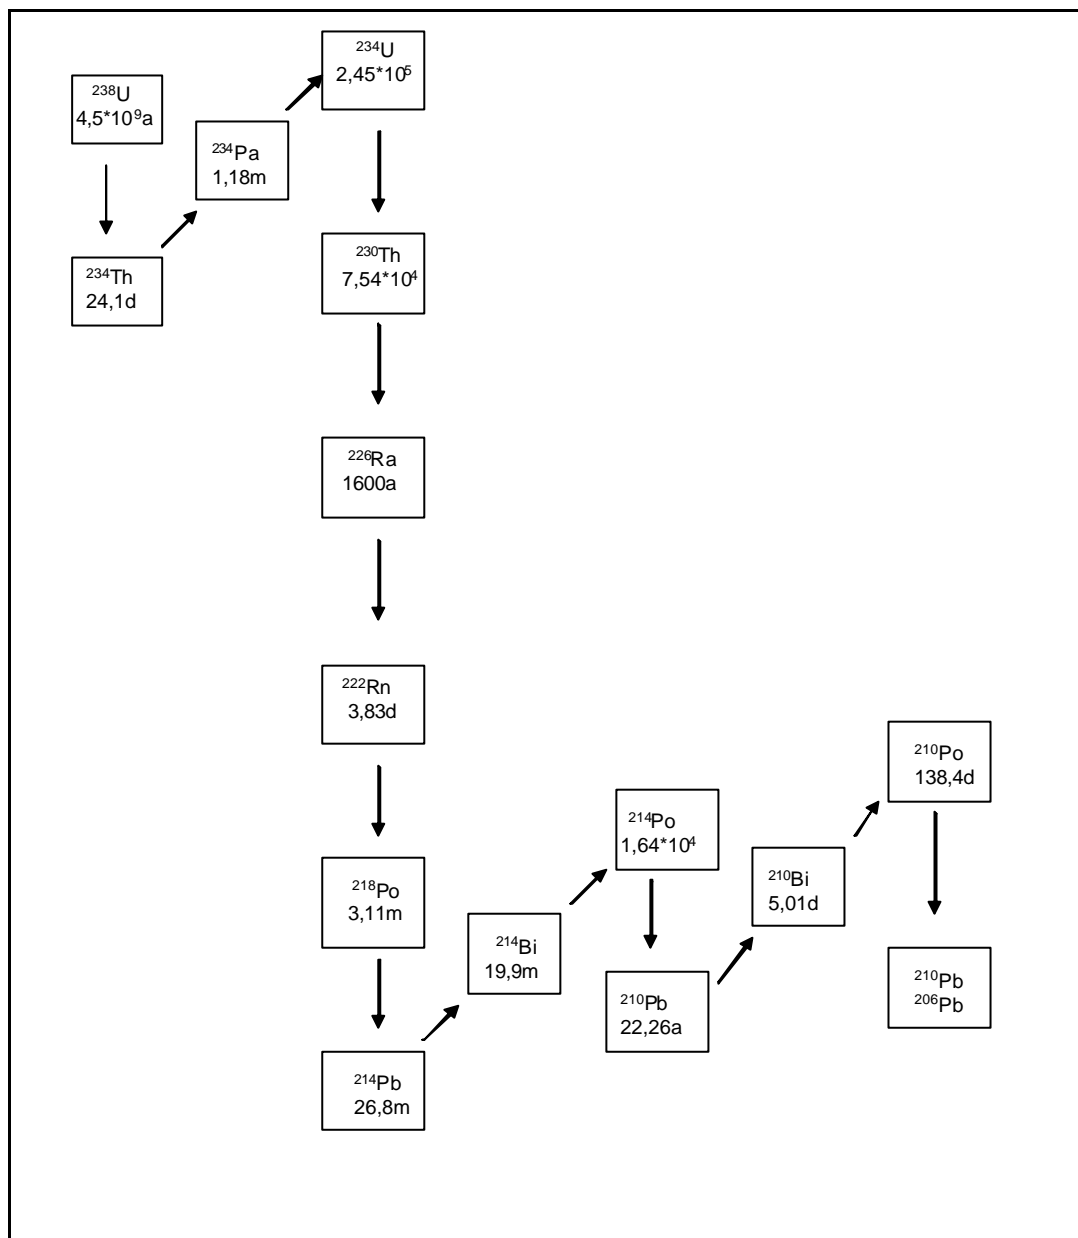 ²³⁸U
4,5*10⁹a
²³⁴Th
24,1d
²³⁴Pa
1,18m
²³⁴U
2,45*10⁵
²³⁰Th
7,54*10⁴
²²⁶Ra
1600a
²²²Rn
3,83d
²¹⁸Po
3,11m
²¹⁴Pb
26,8m
²¹⁴Bi
19,9m
²¹⁴Po
1,64*10⁴
²¹⁰Pb
22,26a
²¹⁰Bi
5,01d
²¹⁰Po
138,4d
²¹⁰Pb
²⁰⁶Pb